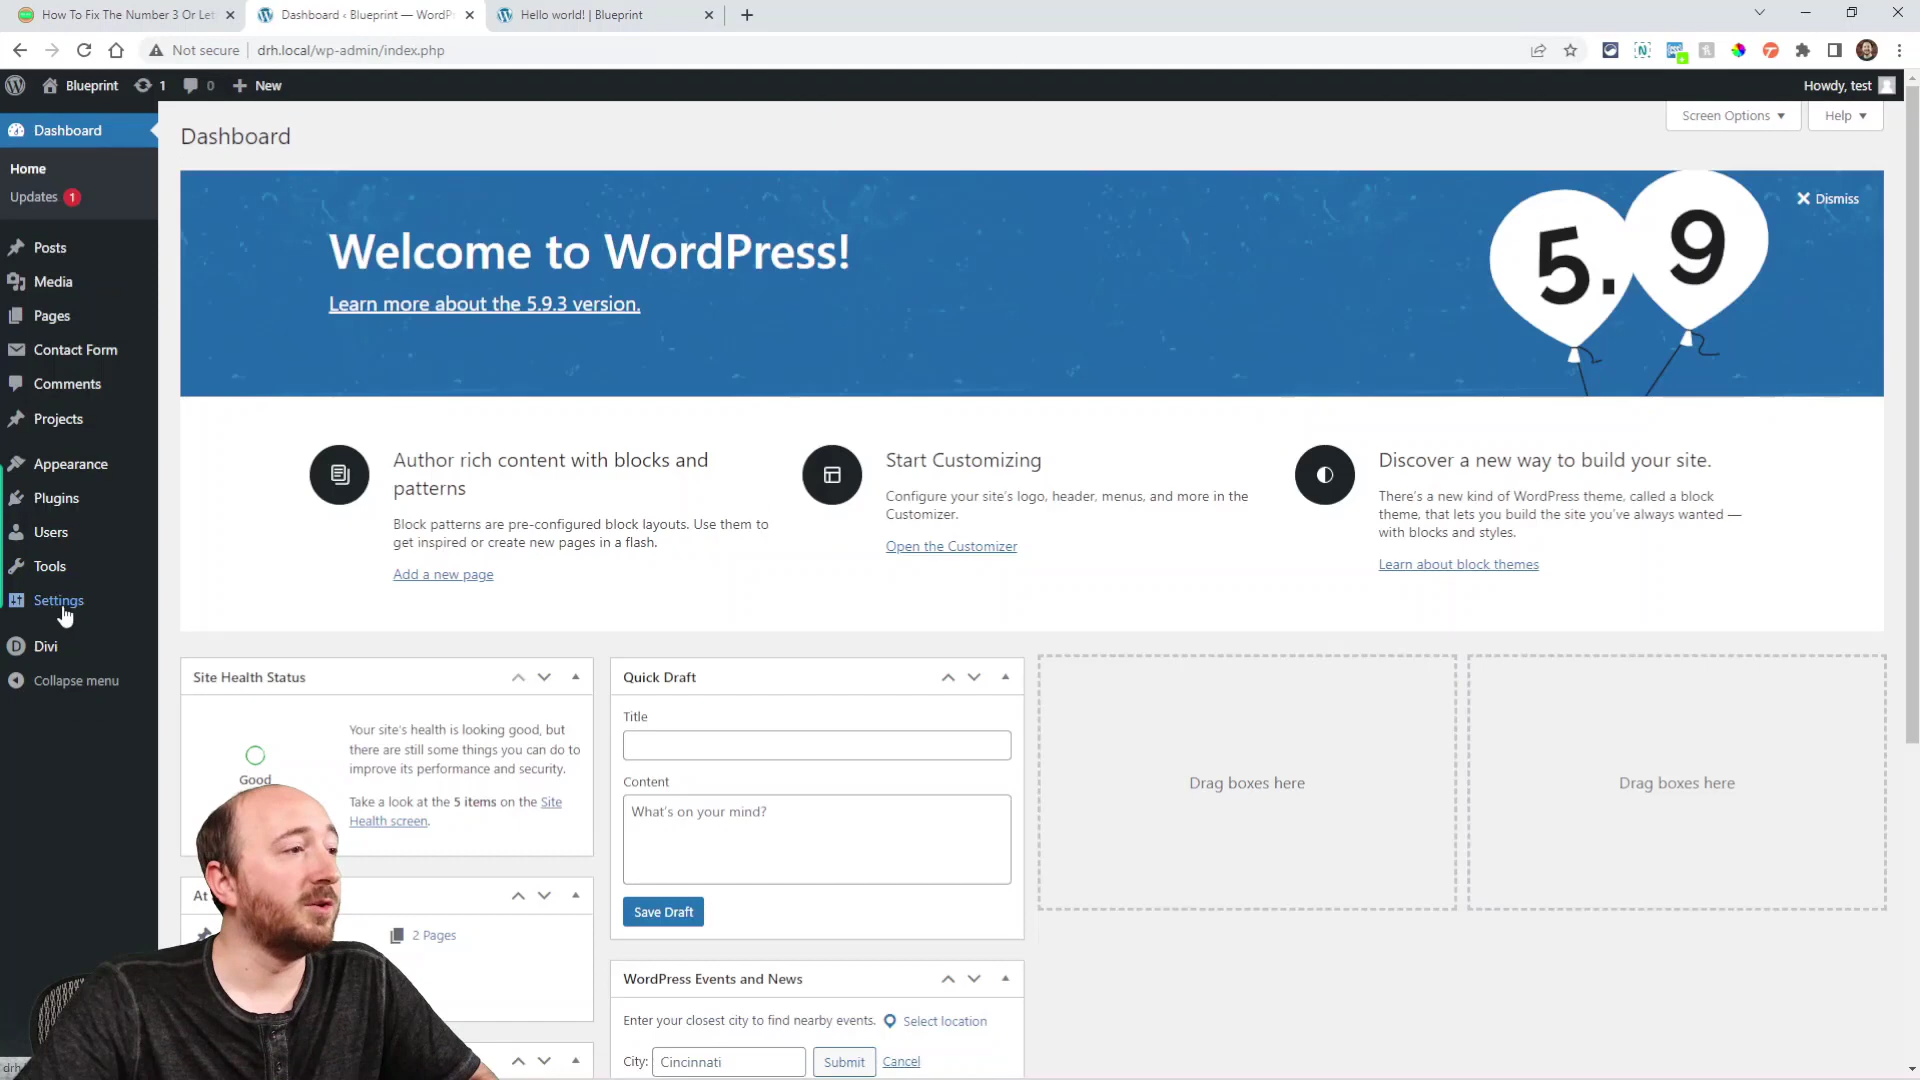 How To Fix The Number 3 Or Let
Dashboard ‹ Blueprint — WordPr
Hello world! | Blueprint
Not secure
drh.local/wp-admin/index.php
Blueprint
1
0
New
Howdy, test
Dashboard
Home
Updates 1
Posts
Media
Pages
Contact Form
Comments
Projects
Appearance
Plugins
Users
Tools
Settings
Divi
Collapse menu
Dashboard
Screen Options
Help
Welcome to WordPress!
Learn more about the 5.9.3 version.
5.9
Dismiss
Author rich content with blocks and
patterns
Block patterns are pre-configured block layouts. Use them to
get inspired or create new pages in a flash.
Add a new page
Start Customizing
Configure your site's logo, header, menus, and more in the
Customizer.
Open the Customizer
Discover a new way to build your site.
There's a new kind of WordPress theme, called a block
theme, that lets you build the site you've always wanted —
with blocks and styles.
Learn about block themes
Site Health Status
Good
Your site's health is looking good, but
there are still some things you can do to
improve its performance and security.
Take a look at the 5 items on the Site
Health screen.
At
2 Pages
Quick Draft
Title
Content
What's on your mind?
Save Draft
WordPress Events and News
Enter your closest city to find nearby events.
Select location
City:
Cincinnati
Submit
Cancel
Drag boxes here
Drag boxes here